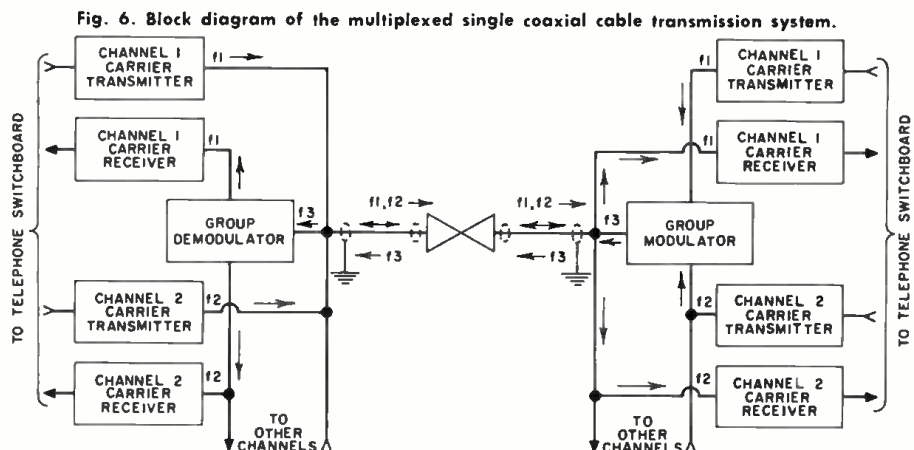 Fig. 6. Block diagram of the multiplexed single coaxial cable transmission system.
TO TELEPHONE SWITCHBOARD
CHANNEL 1
CARRIER
TRANSMITTER
f1
CHANNEL 1
CARRIER
RECEIVER
f1
GROUP
DEMODULATOR
f3
CHANNEL 2
CARRIER
TRANSMITTER
f2
CHANNEL 2
CARRIER
RECEIVER
f2
TO
OTHER
CHANNELS
f1,f2
f3
f1,f2
f3
f1
CHANNEL 1
CARRIER
TRANSMITTER
f1
CHANNEL 1
CARRIER
RECEIVER
f3
GROUP
MODULATOR
f2
CHANNEL 2
CARRIER
TRANSMITTER
f2
CHANNEL 2
CARRIER
RECEIVER
TO
OTHER
CHANNELS
TO TELEPHONE SWITCHBOARD